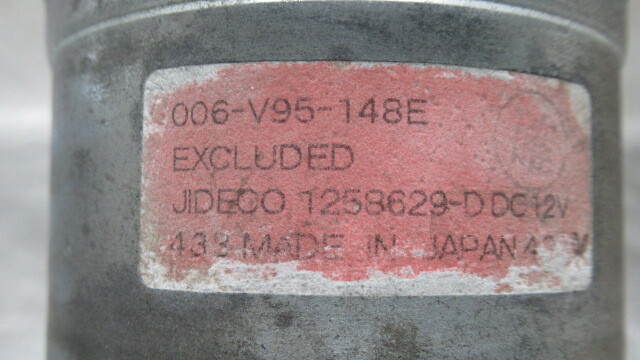 006-V95-148E
EXCLUDED
JIDECO 1258629-D DC12V
433 MADE IN JAPAN